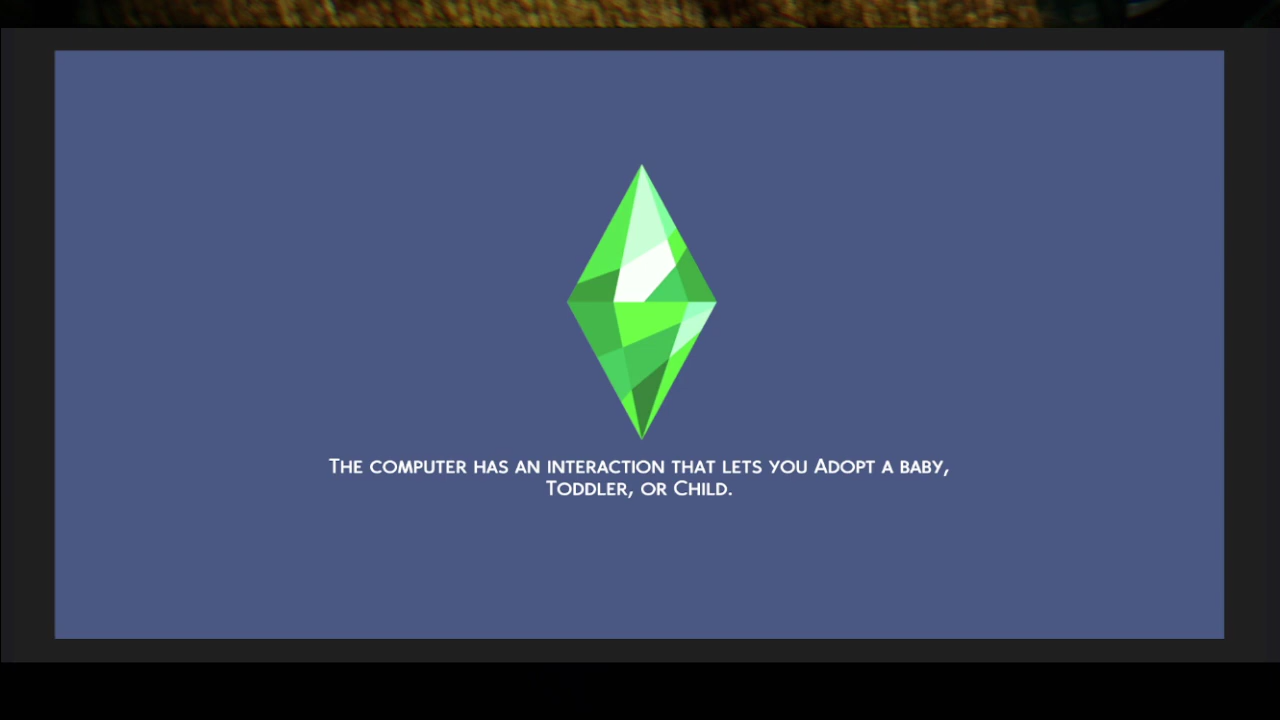 The computer has an interaction that lets you Adopt a baby,
Toddler, or Child.